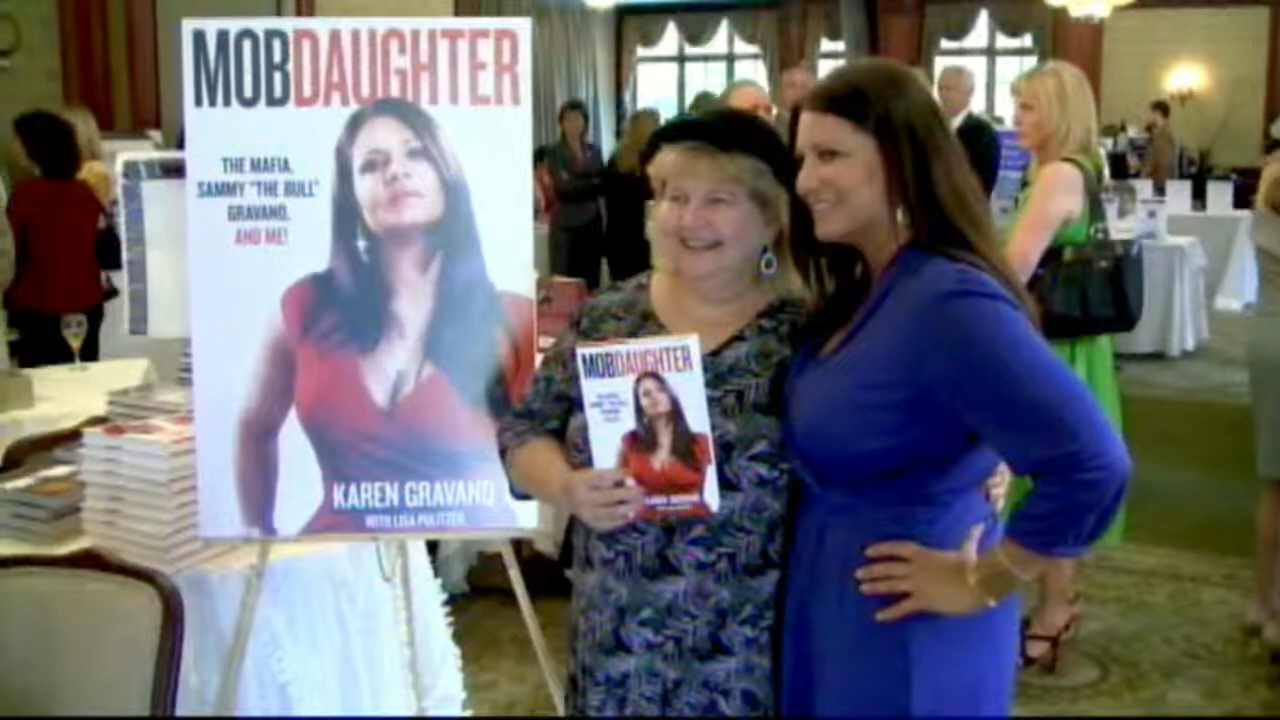 MOBDAUGHTER
THE MAFIA,
SAMMY "THE BULL"
GRAVANO,
AND ME!
KAREN GRAVANO
WITH LISA PULITZER
MOBDAUGHTER